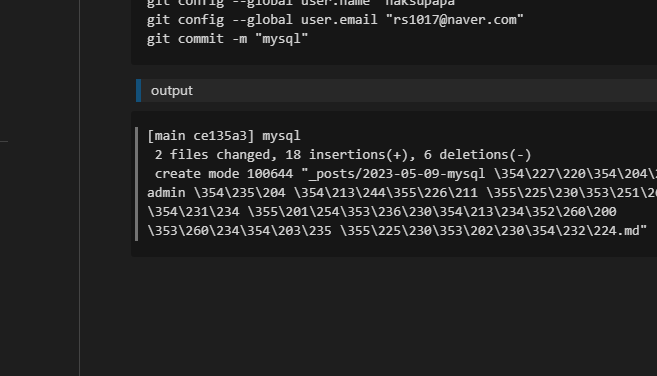 git config --global user.name "naksupapa"
git config --global user.email "rs1017@naver.com"
git commit -m "mysql"
output
[main ce135a3] mysql
2 files changed, 18 insertions(+), 6 deletions(-)
create mode 100644 "_posts/2023-05-09-mysql \354\227\220\354\204\2
admin \354\235\204 \354\213\244\355\226\211 \355\225\230\353\251\2
\354\231\234 \355\201\254\353\236\230\354\213\234\352\260\200
\353\260\234\354\203\235 \355\225\230\353\202\230\354\232\224.md"